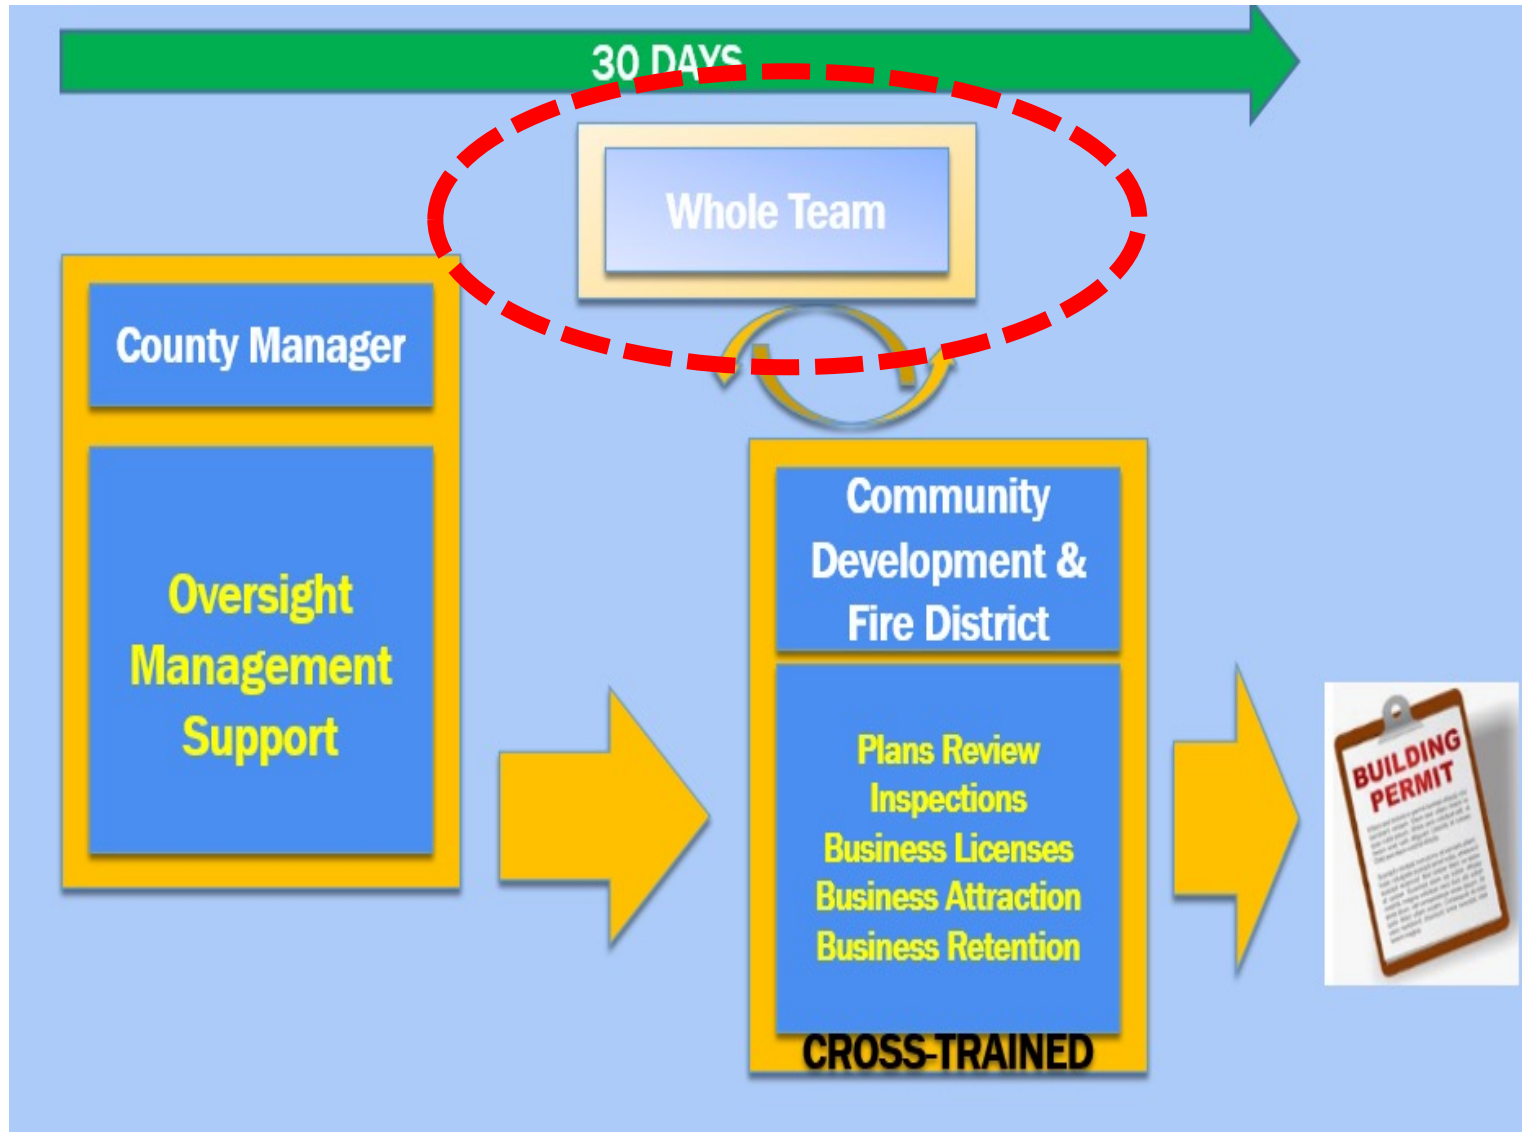 30 DAYS
Whole Team
County Manager
Oversight
Management
Support
Community
Development &
Fire District
Plans Review
Inspections
Business Licenses
Business Attraction
Business Retention
CROSS-TRAINED
BUILDING
PERMIT